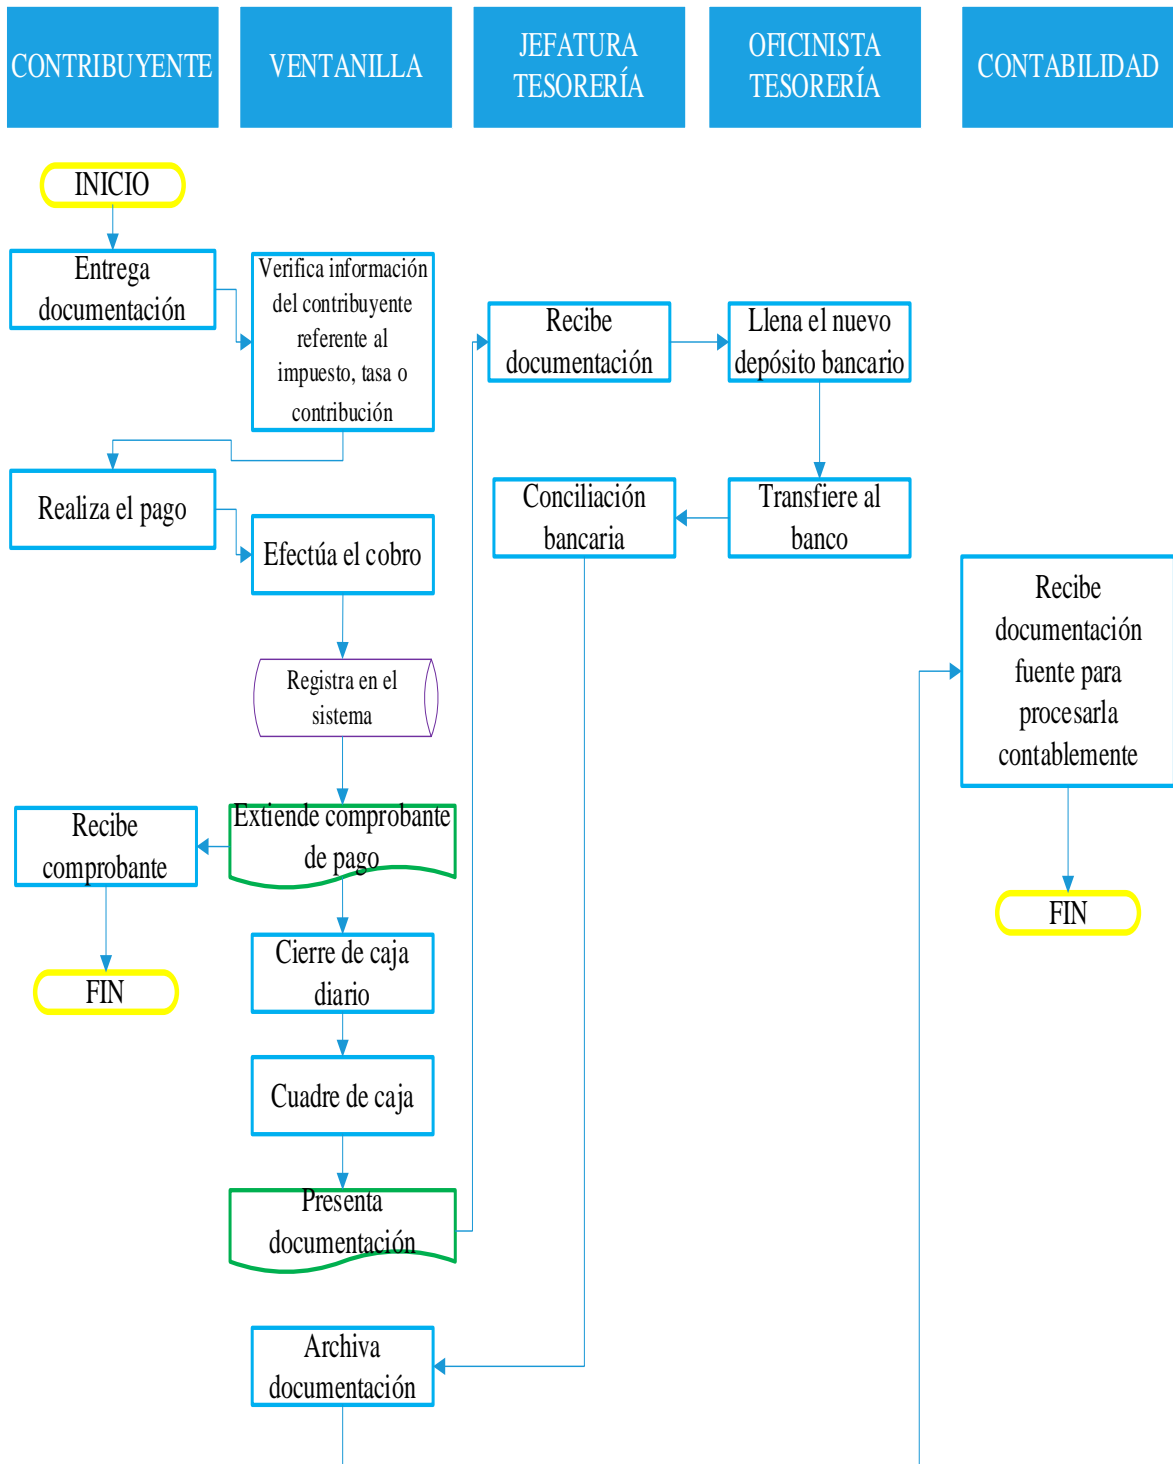 CONTRIBUYENTE
VENTANILLA
JEFATURA
TESORERÍA
OFICINISTA
TESORERÍA
CONTABILIDAD
INICIO
Entrega
documentación
Verifica información
del contribuyente
referente al
impuesto, tasa o
contribución
Recibe
documentación
Llena el nuevo
depósito bancario
Realiza el pago
Efectúa el cobro
Conciliación
bancaria
Transfiere al
banco
Recibe
documentación
fuente para
procesarla
contablemente
Registra en el
sistema
Recibe
comprobante
Extiende comprobante
de pago
FIN
Cierre de caja
diario
FIN
Cuadre de caja
Presenta
documentación
Archiva
documentación